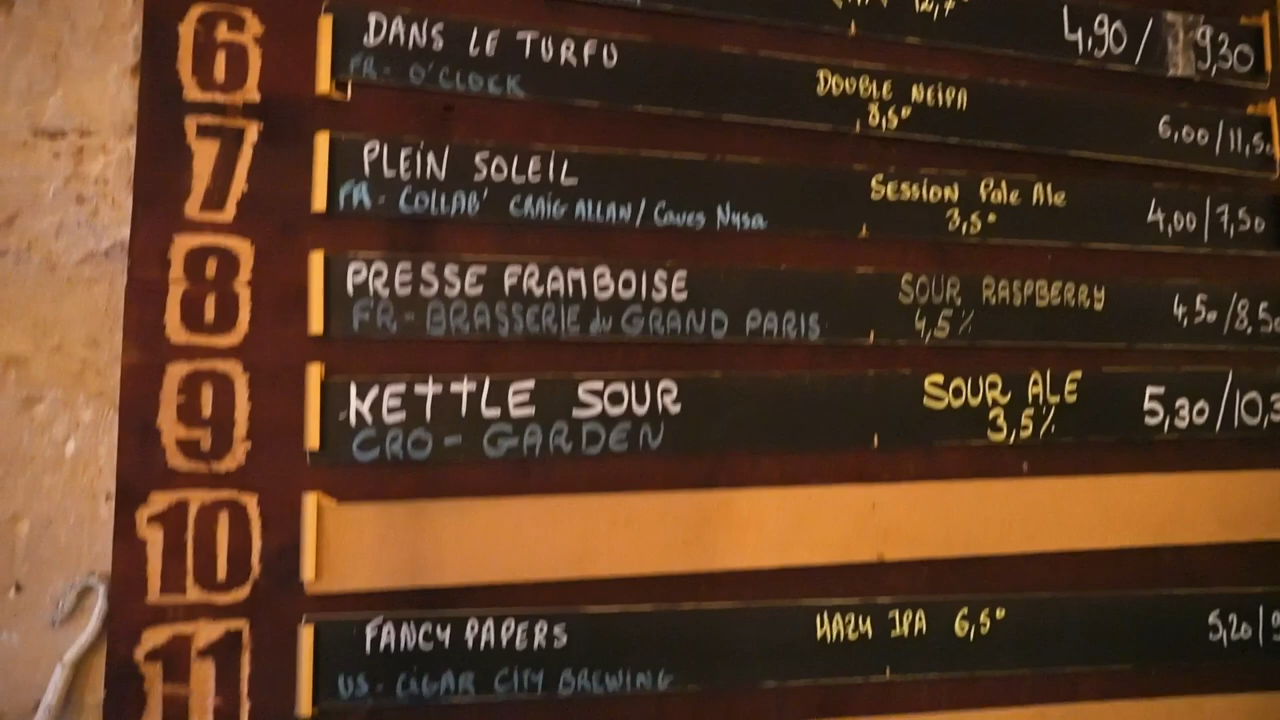 12,7°
4,90 / 9,30
6
DANS LE TURFU
FR - O'CLOCK
DOUBLE NEIPA
8,5°
6,00/11,50
7
PLEIN SOLEIL
FR - COLLAB' CRAIG ALLAN / Caves Nysa
Session Pale Ale
3,5°
4,00/7,50
8
PRESSE FRAMBOISE
FR - BRASSERIE du GRAND PARIS
SOUR RASPBERRY
4,5%
4,50/8,50
9
KETTLE SOUR
CRO - GARDEN
SOUR ALE
3,5%
5,30/10,3
10
11
FANCY PAPERS
US - CIGAR CITY BREWING
HAZY IPA 6,5°
5,20/9